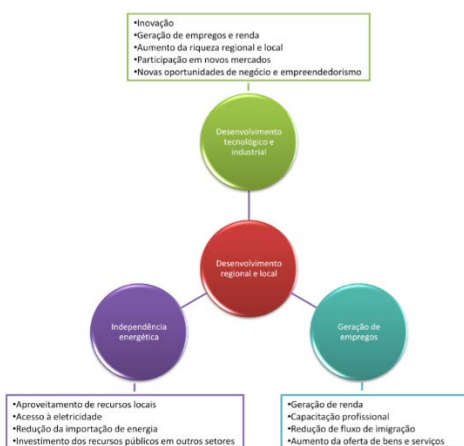 •Inovação
•Geração de empregos e renda
•Aumento da riqueza regional e local
•Participação em novos mercados
•Novas oportunidades de negócio e empreendedorismo
Desenvolvimento
tecnológico e
industrial
Desenvolvimento
regional e local
Independência
energética
Geração de
empregos
•Aproveitamento de recursos locais
•Acesso à eletricidade
•Redução da importação de energia
•Investimento dos recursos públicos em outros setores
•Geração de renda
•Capacitação profissional
•Redução de fluxo de imigração
•Aumento da oferta de bens e serviços